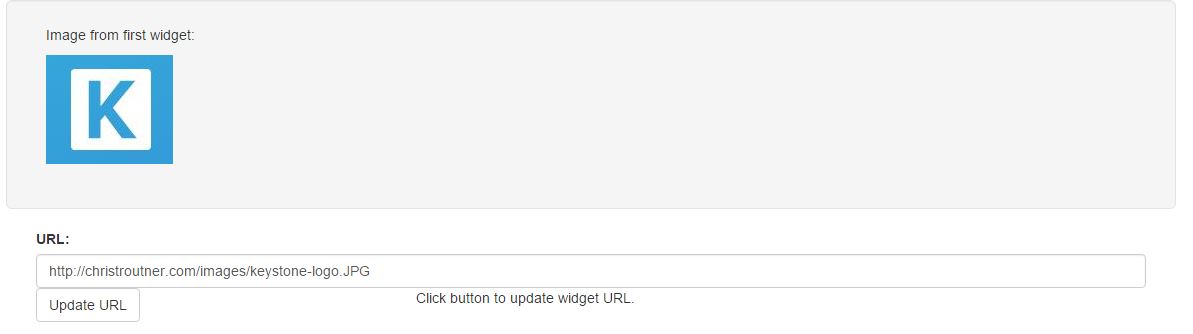 Image from first widget:
K
URL:
http://christroutner.com/images/keystone-logo.JPG
Update URL
Click button to update widget URL.